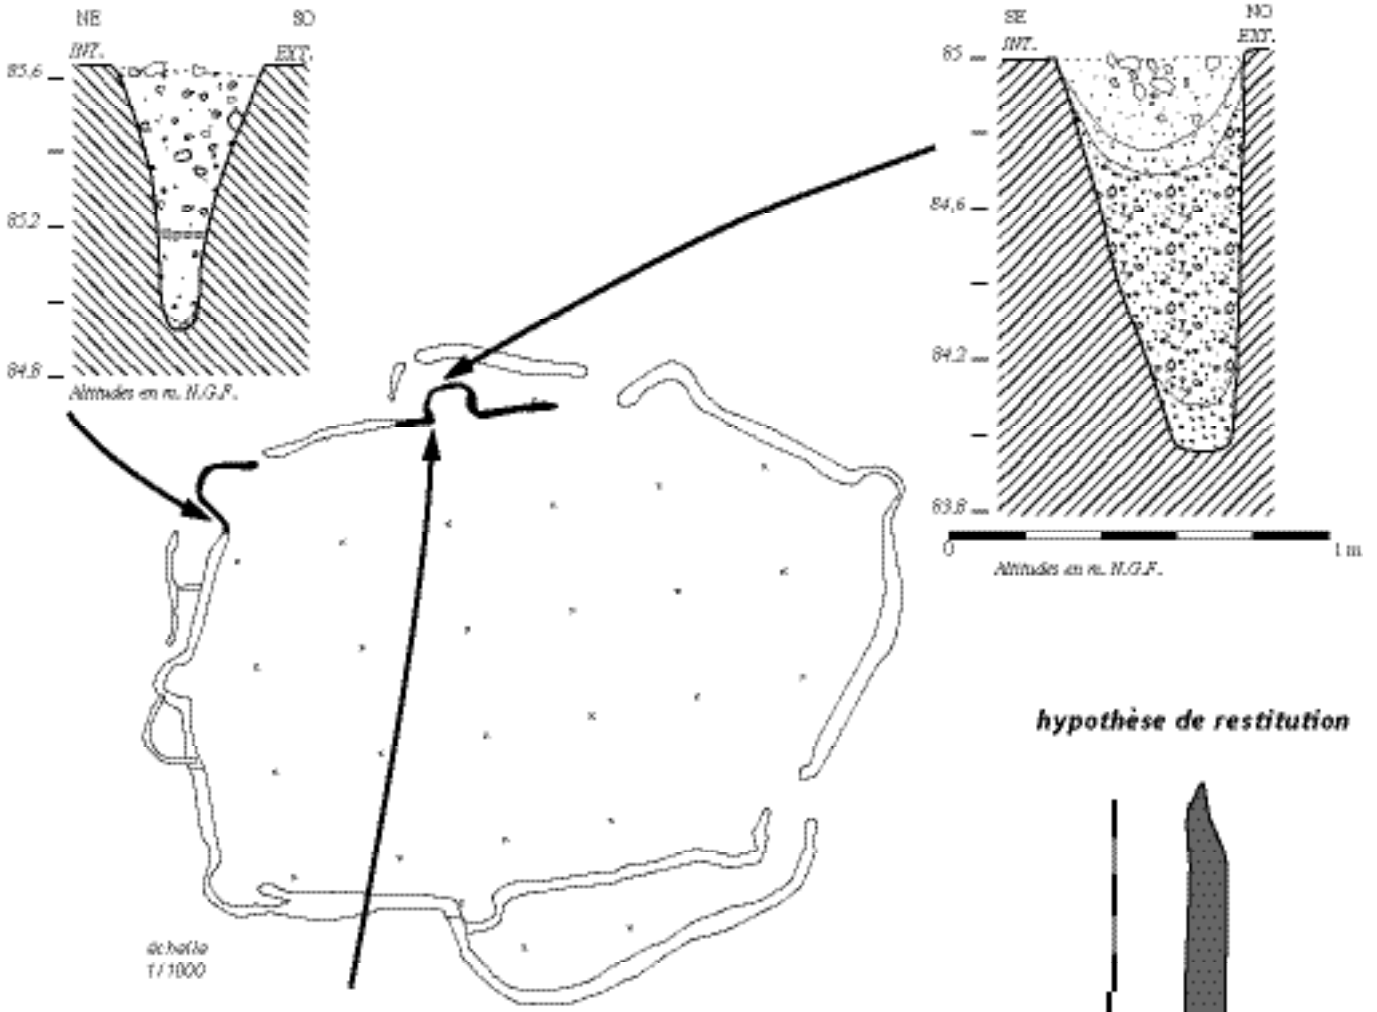 NE SO
INT. EXT.
85,6
85,2
84,8
Altitudes en m. N.G.F.
SE NO
INT. EXT.
85
84,6
84,2
83,8
0 1 m
Altitudes en m. N.G.F.
hypothèse de restitution
échelle
1/1000